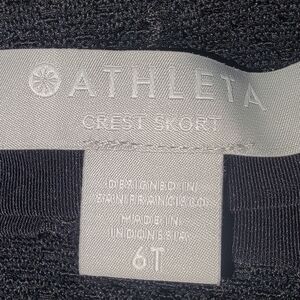 ATHLETA
CREST SKORT
DESIGNED IN
SAN FRANCISCO
MADE IN
INDONESIA
6T